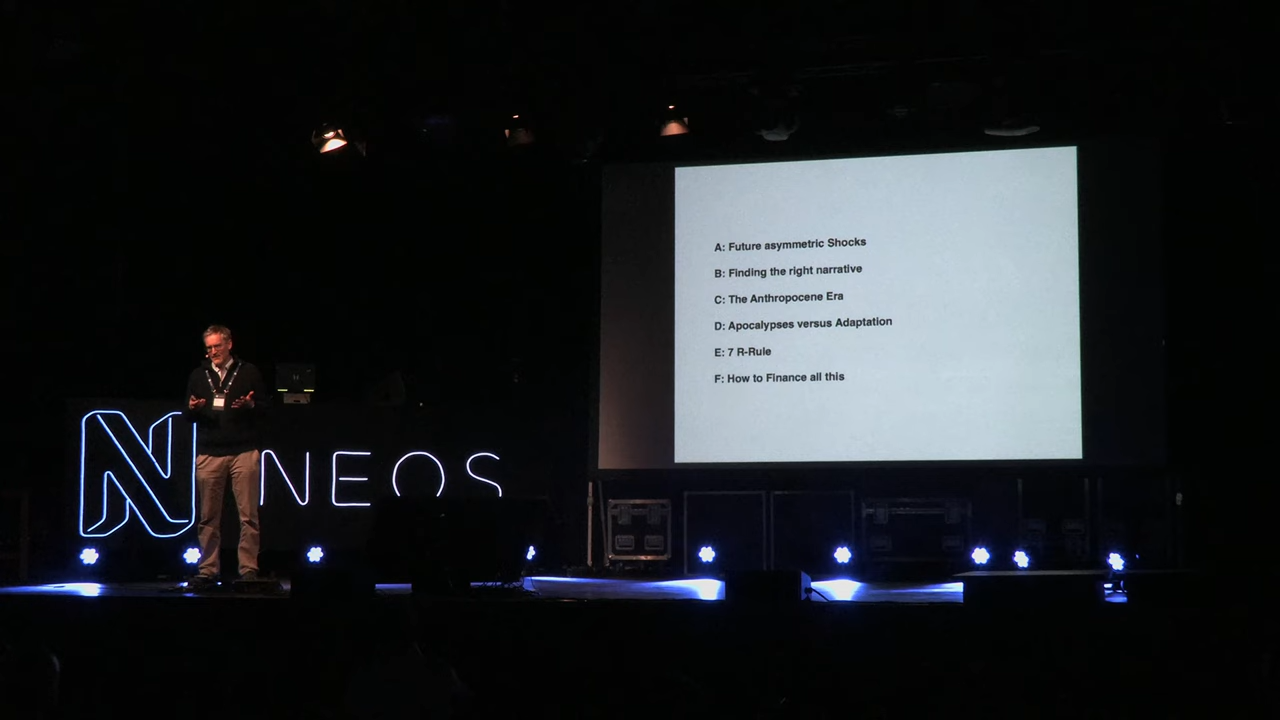 A: Future asymmetric Shocks
B: Finding the right narrative
C: The Anthropocene Era
D: Apocalypses versus Adaptation
E: 7 R-Rule
F: How to Finance all this
N NEOS